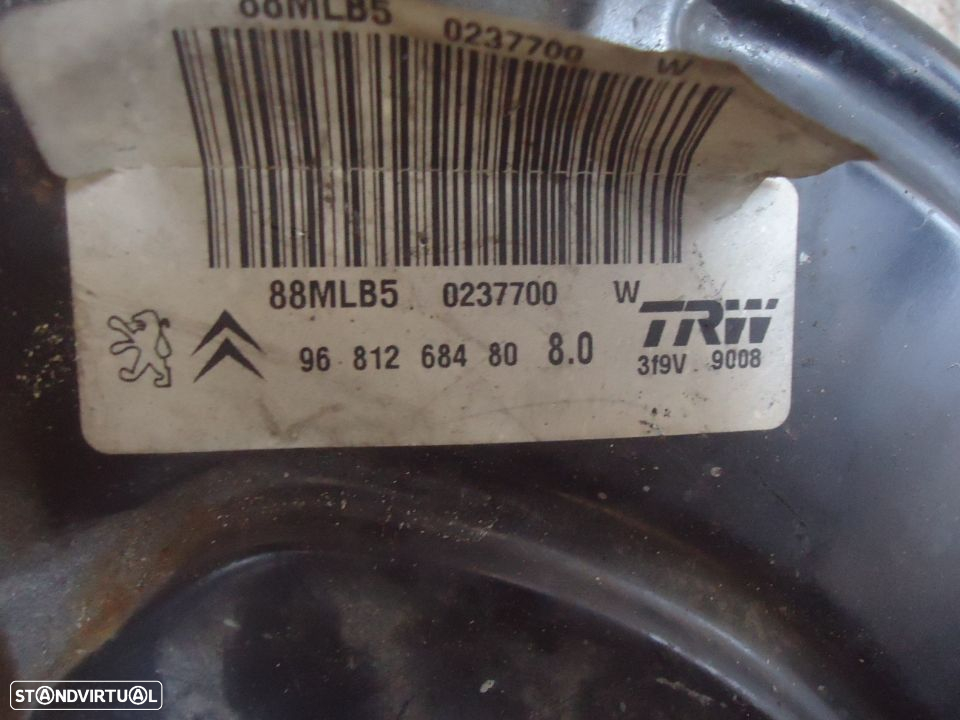 88MLB5 0237700 W
88MLB5 0237700 W
96 812 684 80 8.0
TRW
3f9V 9008
STANDVIRTUAL